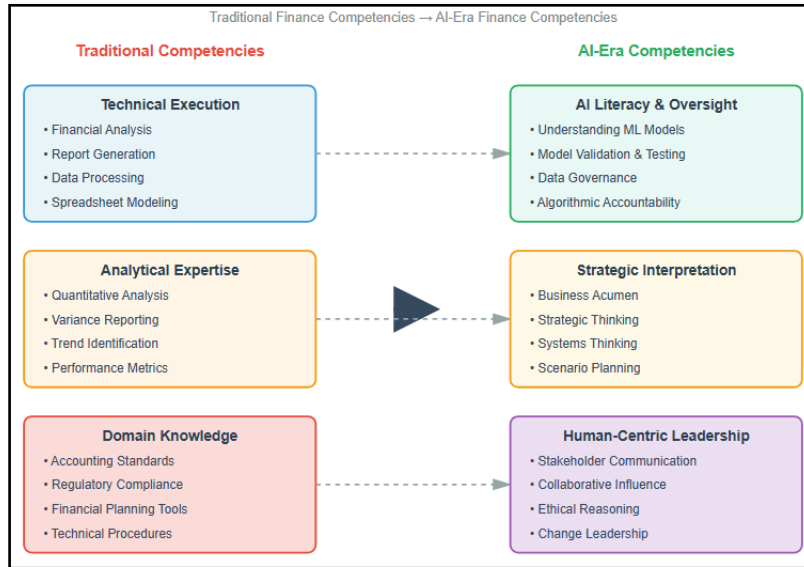 Traditional Finance Competencies → AI-Era Finance Competencies
Traditional Competencies
AI-Era Competencies
Technical Execution
• Financial Analysis
• Report Generation
• Data Processing
• Spreadsheet Modeling
AI Literacy & Oversight
• Understanding ML Models
• Model Validation & Testing
• Data Governance
• Algorithmic Accountability
Analytical Expertise
• Quantitative Analysis
• Variance Reporting
• Trend Identification
• Performance Metrics
Strategic Interpretation
• Business Acumen
• Strategic Thinking
• Systems Thinking
• Scenario Planning
Domain Knowledge
• Accounting Standards
• Regulatory Compliance
• Financial Planning Tools
• Technical Procedures
Human-Centric Leadership
• Stakeholder Communication
• Collaborative Influence
• Ethical Reasoning
• Change Leadership